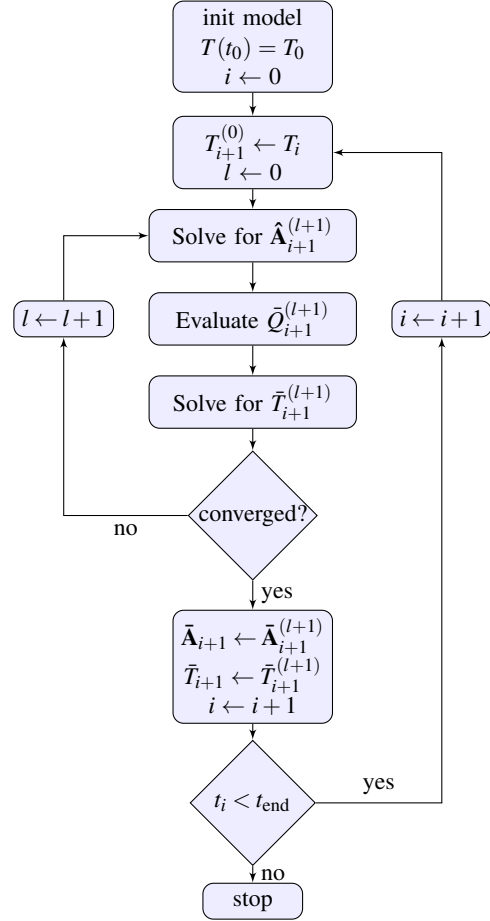 init model
T(t₀) = T₀
i ← 0
T_{i+1}^{(0)} ← T_i
l ← 0
Solve for Â_{i+1}^{(l+1)}
l ← l+1
Evaluate Q̄_{i+1}^{(l+1)}
i ← i+1
Solve for T̄_{i+1}^{(l+1)}
converged?
no
yes
Ā_{i+1} ← Ā_{i+1}^{(l+1)}
T̄_{i+1} ← T̄_{i+1}^{(l+1)}
i ← i+1
t_i < t_end
yes
no
stop